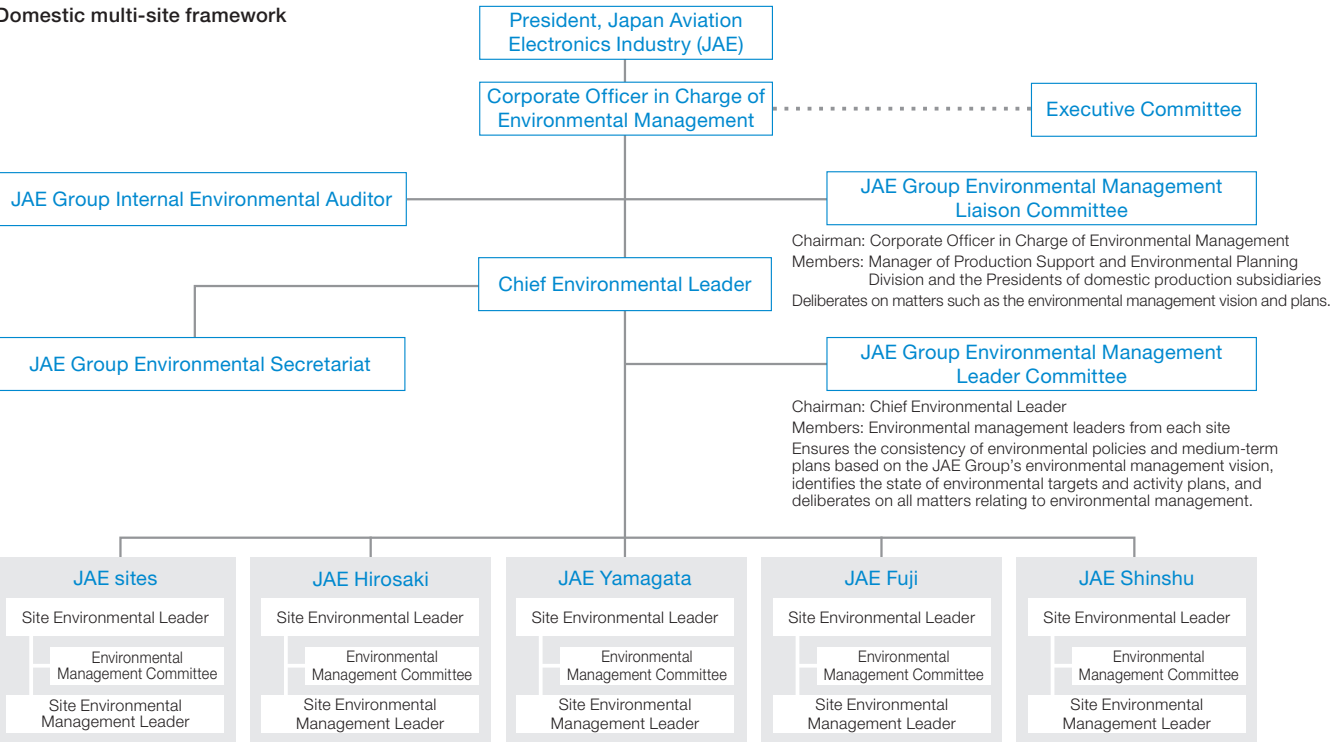 Domestic multi-site framework
President, Japan Aviation
Electronics Industry (JAE)
Corporate Officer in Charge of
Environmental Management
Executive Committee
JAE Group Internal Environmental Auditor
JAE Group Environmental Management
Liaison Committee
Chairman: Corporate Officer in Charge of Environmental Management
Members: Manager of Production Support and Environmental Planning
Division and the Presidents of domestic production subsidiaries
Deliberates on matters such as the environmental management vision and plans.
Chief Environmental Leader
JAE Group Environmental Secretariat
JAE Group Environmental Management
Leader Committee
Chairman: Chief Environmental Leader
Members: Environmental management leaders from each site
Ensures the consistency of environmental policies and medium-term
plans based on the JAE Group's environmental management vision,
identifies the state of environmental targets and activity plans, and
deliberates on all matters relating to environmental management.
JAE sites
Site Environmental Leader
Environmental
Management Committee
Site Environmental
Management Leader
JAE Hirosaki
Site Environmental Leader
Environmental
Management Committee
Site Environmental
Management Leader
JAE Yamagata
Site Environmental Leader
Environmental
Management Committee
Site Environmental
Management Leader
JAE Fuji
Site Environmental Leader
Environmental
Management Committee
Site Environmental
Management Leader
JAE Shinshu
Site Environmental Leader
Environmental
Management Committee
Site Environmental
Management Leader